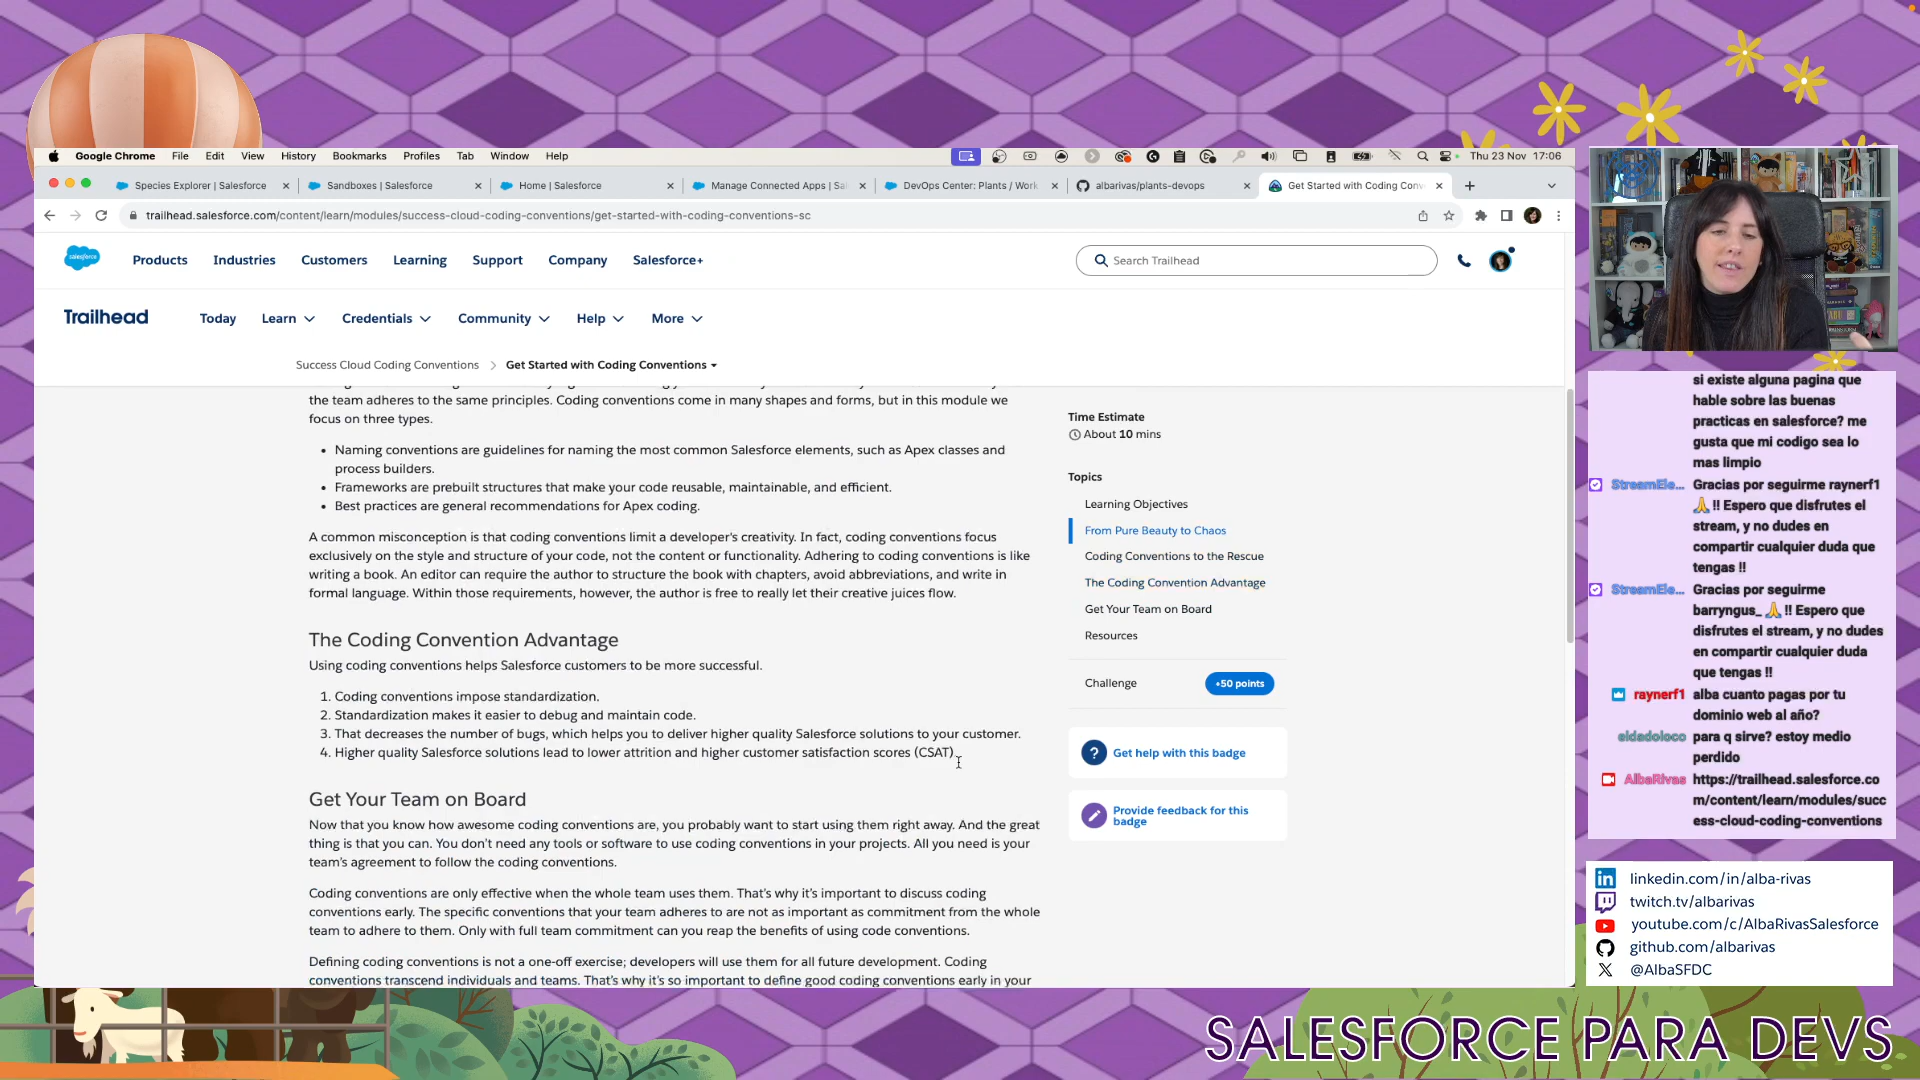 Google Chrome File Edit View History Bookmarks Profiles Tab Window Help Thu 23 Nov 17:06
Species Explorer | Salesforce Sandboxes | Salesforce Home | Salesforce Manage Connected Apps | Sal DevOps Center: Plants / Work albarivas/plants-devops Get Started with Coding Conv
trailhead.salesforce.com/content/learn/modules/success-cloud-coding-conventions/get-started-with-coding-conventions-sc
salesforce Products Industries Customers Learning Support Company Salesforce+ Search Trailhead
Trailhead Today Learn Credentials Community Help More
Success Cloud Coding Conventions > Get Started with Coding Conventions
the team adheres to the same principles. Coding conventions come in many shapes and forms, but in this module we
focus on three types.
• Naming conventions are guidelines for naming the most common Salesforce elements, such as Apex classes and
process builders.
• Frameworks are prebuilt structures that make your code reusable, maintainable, and efficient.
• Best practices are general recommendations for Apex coding.
A common misconception is that coding conventions limit a developer's creativity. In fact, coding conventions focus
exclusively on the style and structure of your code, not the content or functionality. Adhering to coding conventions is like
writing a book. An editor can require the author to structure the book with chapters, avoid abbreviations, and write in
formal language. Within those requirements, however, the author is free to really let their creative juices flow.
The Coding Convention Advantage
Using coding conventions helps Salesforce customers to be more successful.
1. Coding conventions impose standardization.
2. Standardization makes it easier to debug and maintain code.
3. That decreases the number of bugs, which helps you to deliver higher quality Salesforce solutions to your customer.
4. Higher quality Salesforce solutions lead to lower attrition and higher customer satisfaction scores (CSAT).
Get Your Team on Board
Now that you know how awesome coding conventions are, you probably want to start using them right away. And the great
thing is that you can. You don't need any tools or software to use coding conventions in your projects. All you need is your
team's agreement to follow the coding conventions.
Coding conventions are only effective when the whole team uses them. That's why it's important to discuss coding
conventions early. The specific conventions that your team adheres to are not as important as commitment from the whole
team to adhere to them. Only with full team commitment can you reap the benefits of using code conventions.
Defining coding conventions is not a one-off exercise; developers will use them for all future development. Coding
conventions transcend individuals and teams. That's why it's so important to define good coding conventions early in your
Time Estimate
About 10 mins
Topics
Learning Objectives
From Pure Beauty to Chaos
Coding Conventions to the Rescue
The Coding Convention Advantage
Get Your Team on Board
Resources
Challenge +50 points
? Get help with this badge
Provide feedback for this
badge
si existe alguna pagina que
hable sobre las buenas
practicas en salesforce? me
gusta que mi codigo sea lo
mas limpio
StreamEle... Gracias por seguirme raynerf1
🙏 !! Espero que disfrutes el
stream, y no dudes en
compartir cualquier duda que
tengas !!
StreamEle... Gracias por seguirme
barryngus_ 🙏 !! Espero que
disfrutes el stream, y no dudes
en compartir cualquier duda
que tengas !!
raynerf1 alba cuanto pagas por tu
dominio web al año?
eldadoloco para q sirve? estoy medio
perdido
AlbaRivas https://trailhead.salesforce.co
m/content/learn/modules/succ
ess-cloud-coding-conventions
in linkedin.com/in/alba-rivas
twitch.tv/albarivas
youtube.com/c/AlbaRivasSalesforce
github.com/albarivas
X @AlbaSFDC
SALESFORCE PARA DEVS